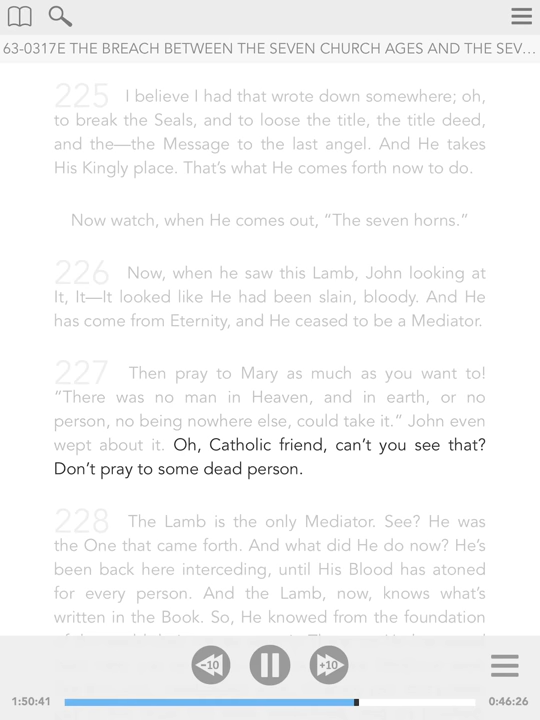 63-0317E THE BREACH BETWEEN THE SEVEN CHURCH AGES AND THE SEV…
225 I believe I had that wrote down somewhere; oh,
to break the Seals, and to loose the title, the title deed,
and the—the Message to the last angel. And He takes
His Kingly place. That’s what He comes forth now to do.
Now watch, when He comes out, “The seven horns.”
226 Now, when he saw this Lamb, John looking at
It, It—It looked like He had been slain, bloody. And He
has come from Eternity, and He ceased to be a Mediator.
227 Then pray to Mary as much as you want to!
“There was no man in Heaven, and in earth, or no
person, no being nowhere else, could take it.” John even
wept about it. Oh, Catholic friend, can’t you see that?
Don’t pray to some dead person.
228 The Lamb is the only Mediator. See? He was
the One that came forth. And what did He do now? He’s
been back here interceding, until His Blood has atoned
for every person. And the Lamb, now, knows what’s
written in the Book. So, He knowed from the foundation
-10 +10
1:50:41 0:46:26